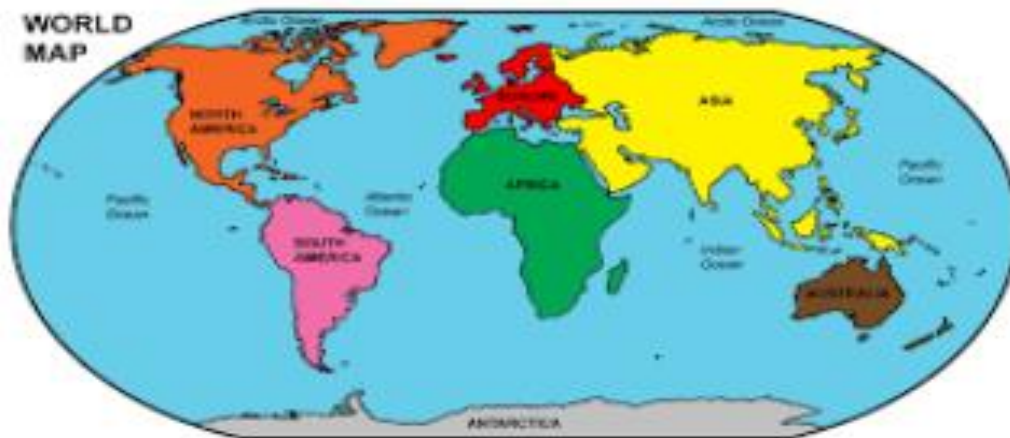 WORLD
MAP
Arctic Ocean
Arctic Ocean
NORTH
AMERICA
EUROPE
ASIA
Pacific
Ocean
Atlantic
Ocean
AFRICA
Pacific
Ocean
SOUTH
AMERICA
Indian
Ocean
AUSTRALIA
ANTARCTICA